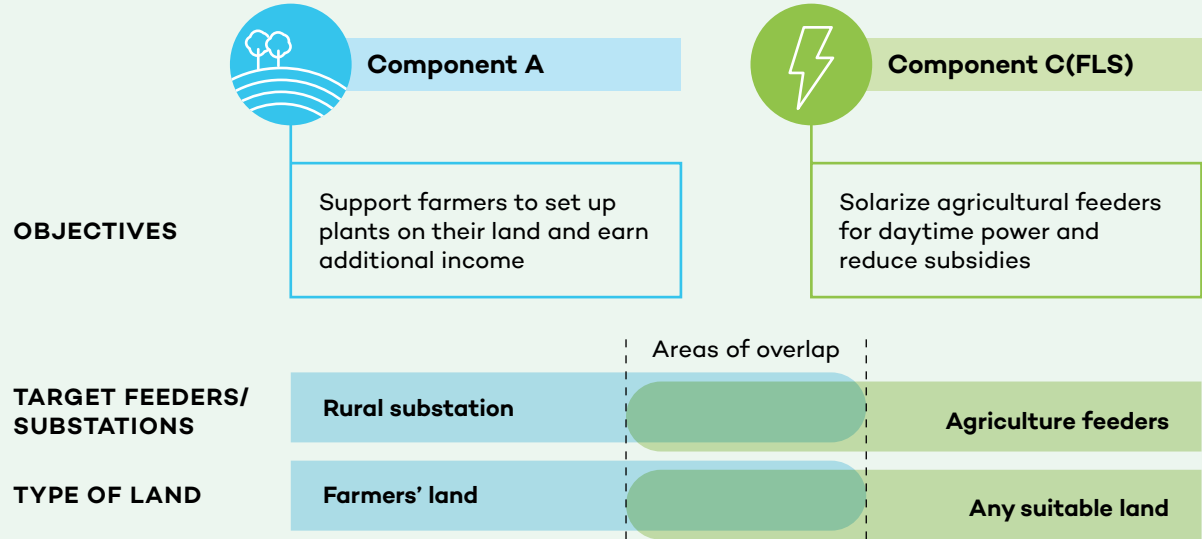 Component A
Component C(FLS)
OBJECTIVES
Support farmers to set up
plants on their land and earn
additional income
Solarize agricultural feeders
for daytime power and
reduce subsidies
Areas of overlap
TARGET FEEDERS/
SUBSTATIONS
Rural substation
Agriculture feeders
TYPE OF LAND
Farmers’ land
Any suitable land